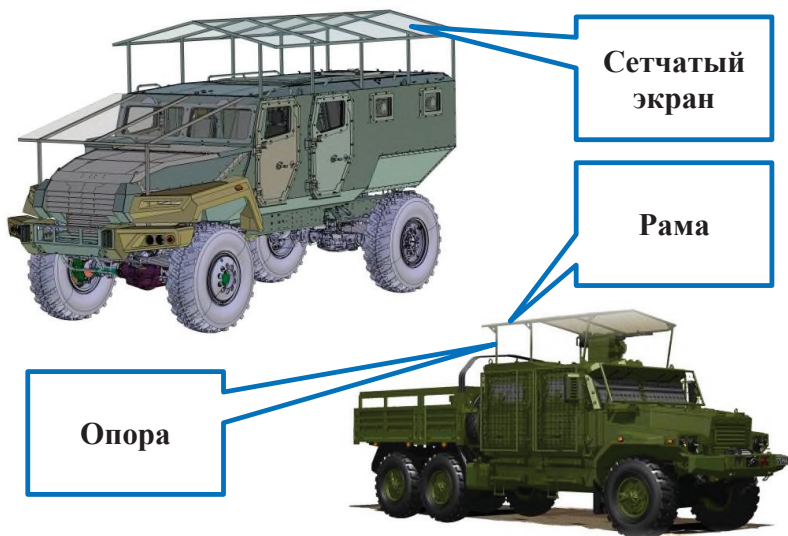 Сетчатый
экран
Рама
Опора